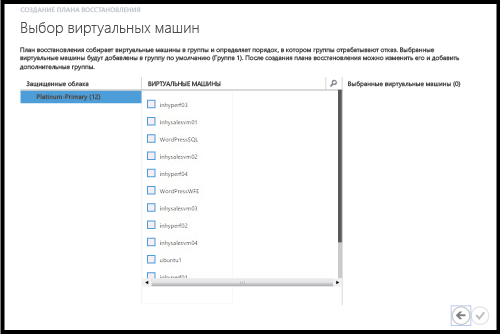 СОЗДАНИЕ ПЛАНА ВОССТАНОВЛЕНИЯ
Выбор виртуальных машин
План восстановления собирает виртуальные машины в группы и определяет порядок, в котором группы отрабатывают отказ. Выбранные
виртуальные машины будут добавлены в группу по умолчанию (Группе 1). После создания плана восстановления можно изменить его и добавить
дополнительные группы.
Защищенные облака
ВИРТУАЛЬНЫЕ МАШИНЫ
Выбранные виртуальные машины (0)
Platinum-Primary (12)
inhyperf03
inhysalesvm01
WordPressSQL
inhysalesvm02
inhyperf04
WordPressWFE
inhysalesvm03
inhyperf02
inhysalesvm04
ubuntu1
inhyperf01